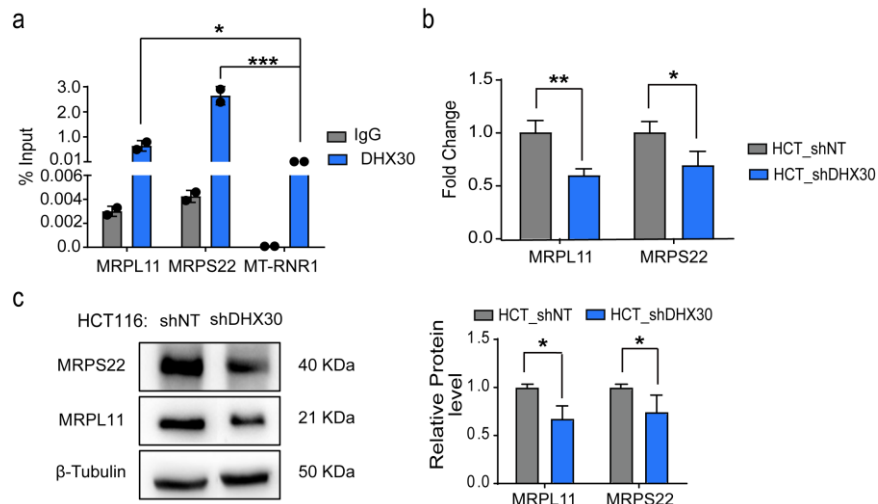 a
*
***
% Input
3.0
2.0
1.0
0.01
0.006
0.004
0.002
0.0
MRPL11 MRPS22 MT-RNR1
IgG
DHX30
b
** *
Fold Change
1.5
1.0
0.5
0.0
MRPL11 MRPS22
HCT_shNT
HCT_shDHX30
c
HCT116: shNT shDHX30
MRPS22 40 KDa
MRPL11 21 KDa
β-Tubulin 50 KDa
HCT_shNT HCT_shDHX30
* *
Relative Protein
level
1.5
1.0
0.5
0.0
MRPL11 MRPS22